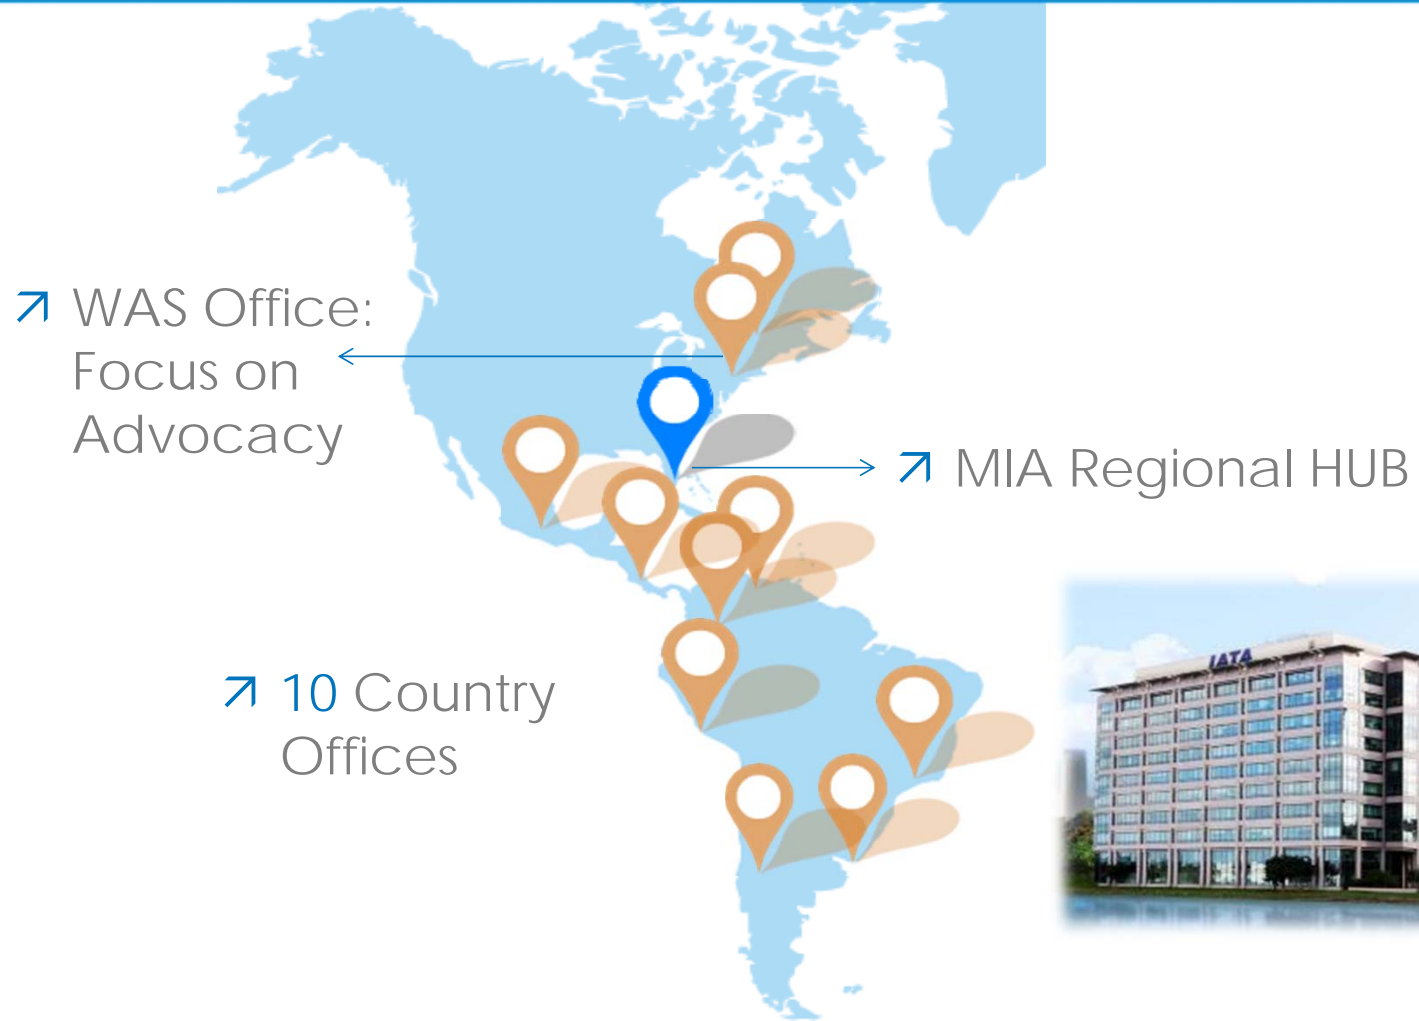 WAS Office:
Focus on
Advocacy
MIA Regional HUB
10 Country
Offices
IATA